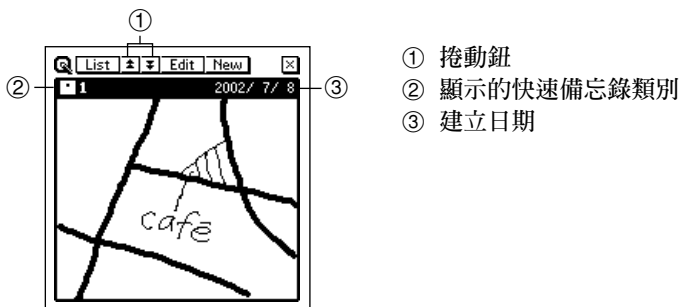 ①
List Edit New
② 1 2002/ 7/ 8 ③
café
① 捲動鈕
② 顯示的快速備忘錄類別
③ 建立日期